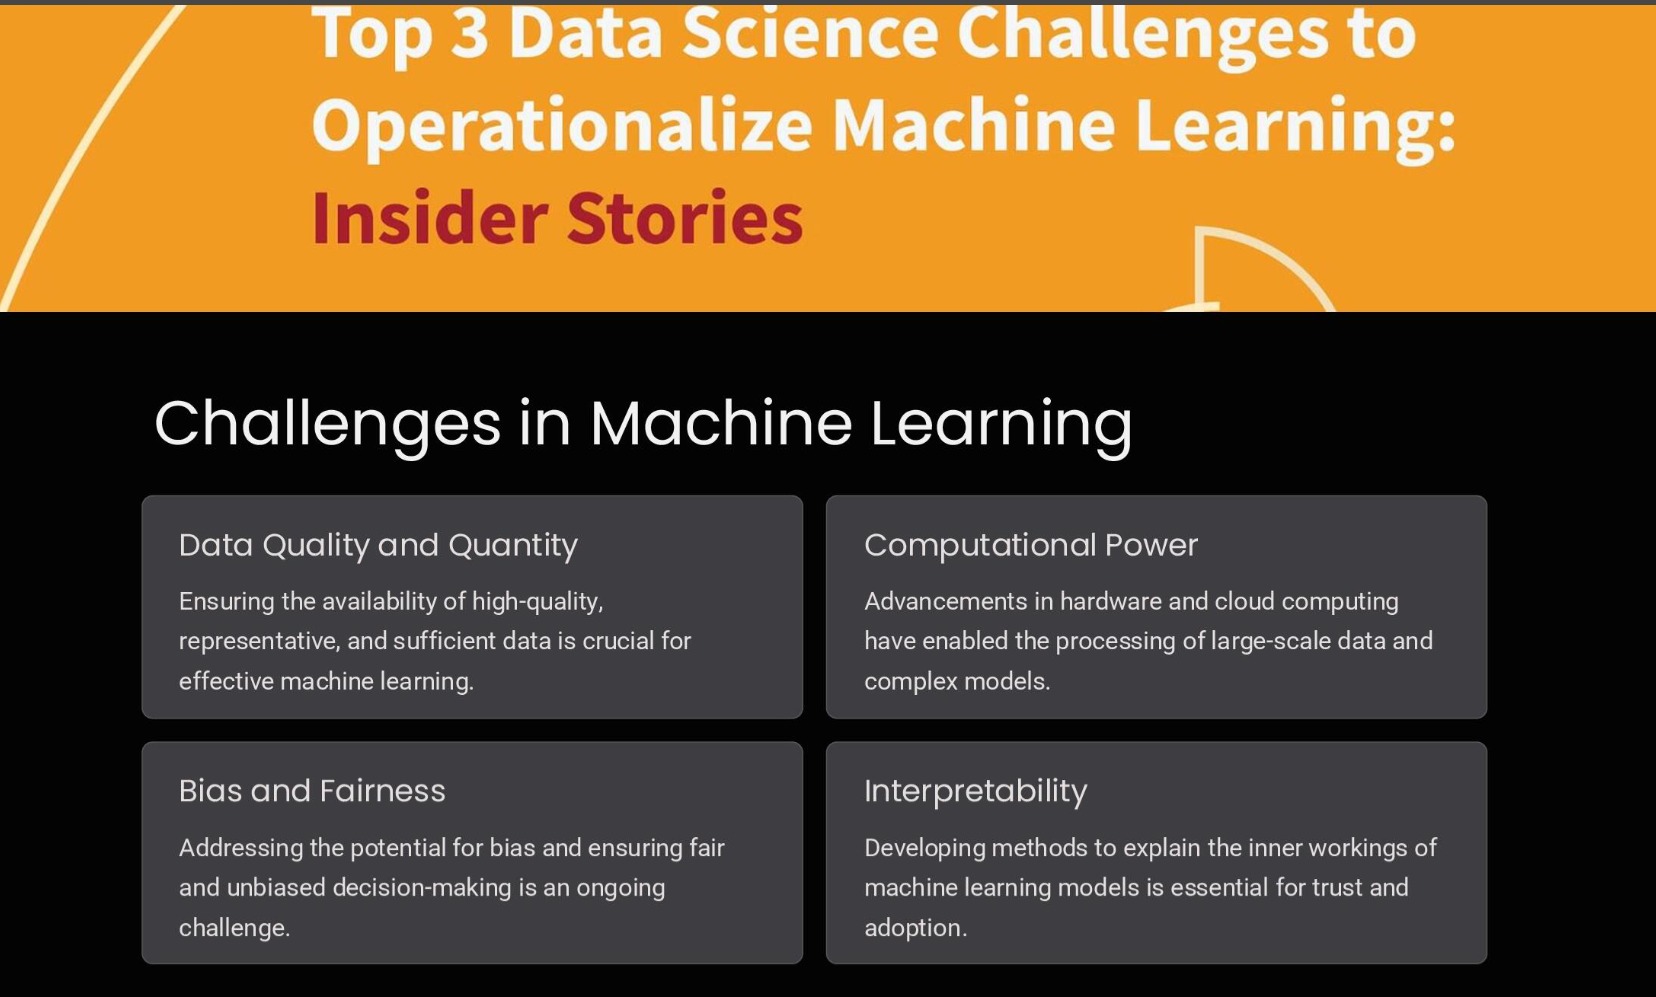 Top 3 Data Science Challenges to
Operationalize Machine Learning:
Insider Stories
Challenges in Machine Learning
Data Quality and Quantity
Ensuring the availability of high-quality,
representative, and sufficient data is crucial for
effective machine learning.
Computational Power
Advancements in hardware and cloud computing
have enabled the processing of large-scale data and
complex models.
Bias and Fairness
Addressing the potential for bias and ensuring fair
and unbiased decision-making is an ongoing
challenge.
Interpretability
Developing methods to explain the inner workings of
machine learning models is essential for trust and
adoption.